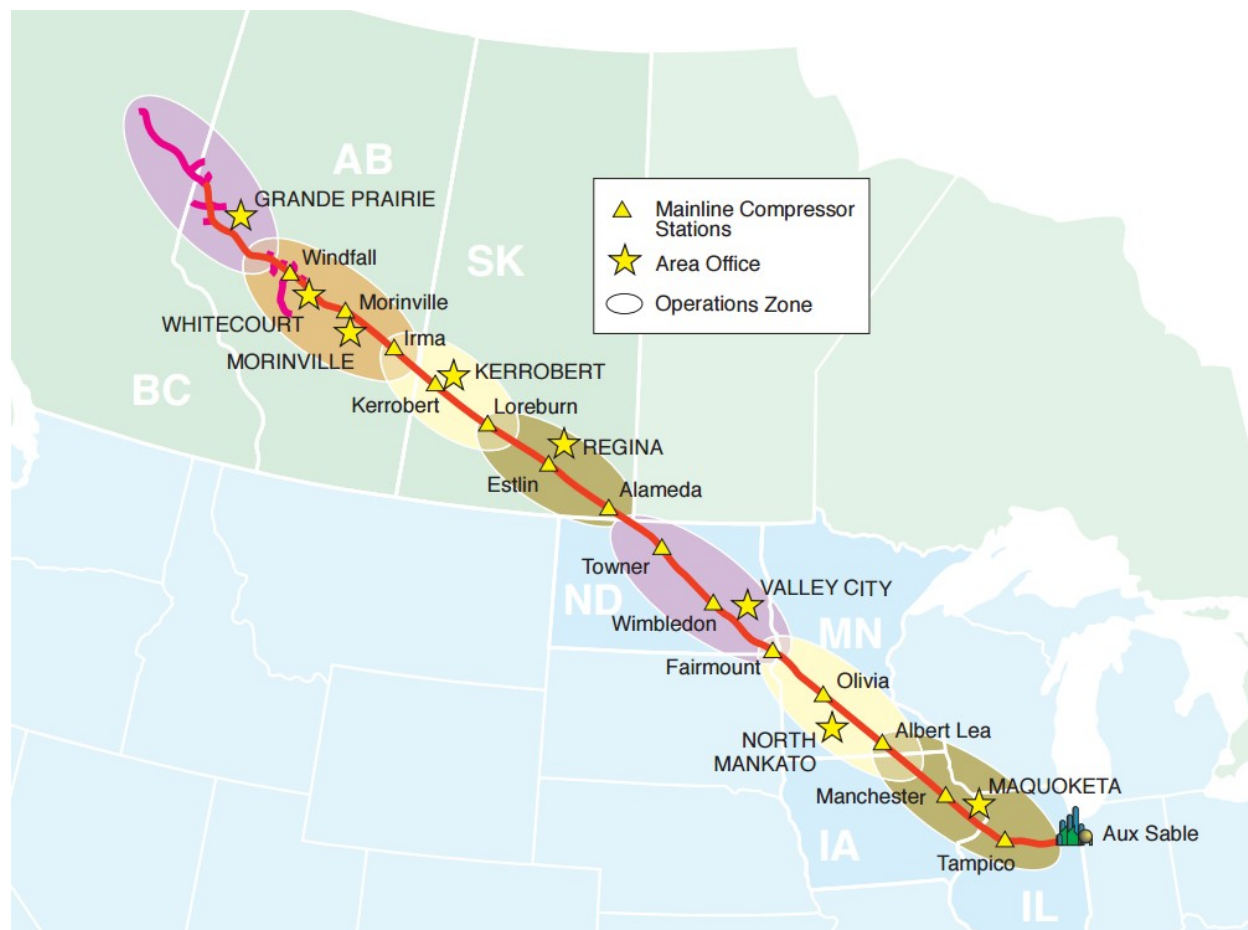 AB
GRANDE PRAIRIE
SK
Windfall
WHITECOURT
Morinville
MORINVILLE
Irma
BC
KERROBERT
Kerrobert
Loreburn
REGINA
Estlin
Alameda
Mainline Compressor
Stations
Area Office
Operations Zone
Towner
ND
VALLEY CITY
Wimbledon
MN
Fairmount
Olivia
Albert Lea
NORTH
MANKATO
MAQUOKETA
Manchester
Aux Sable
IA
Tampico
IL